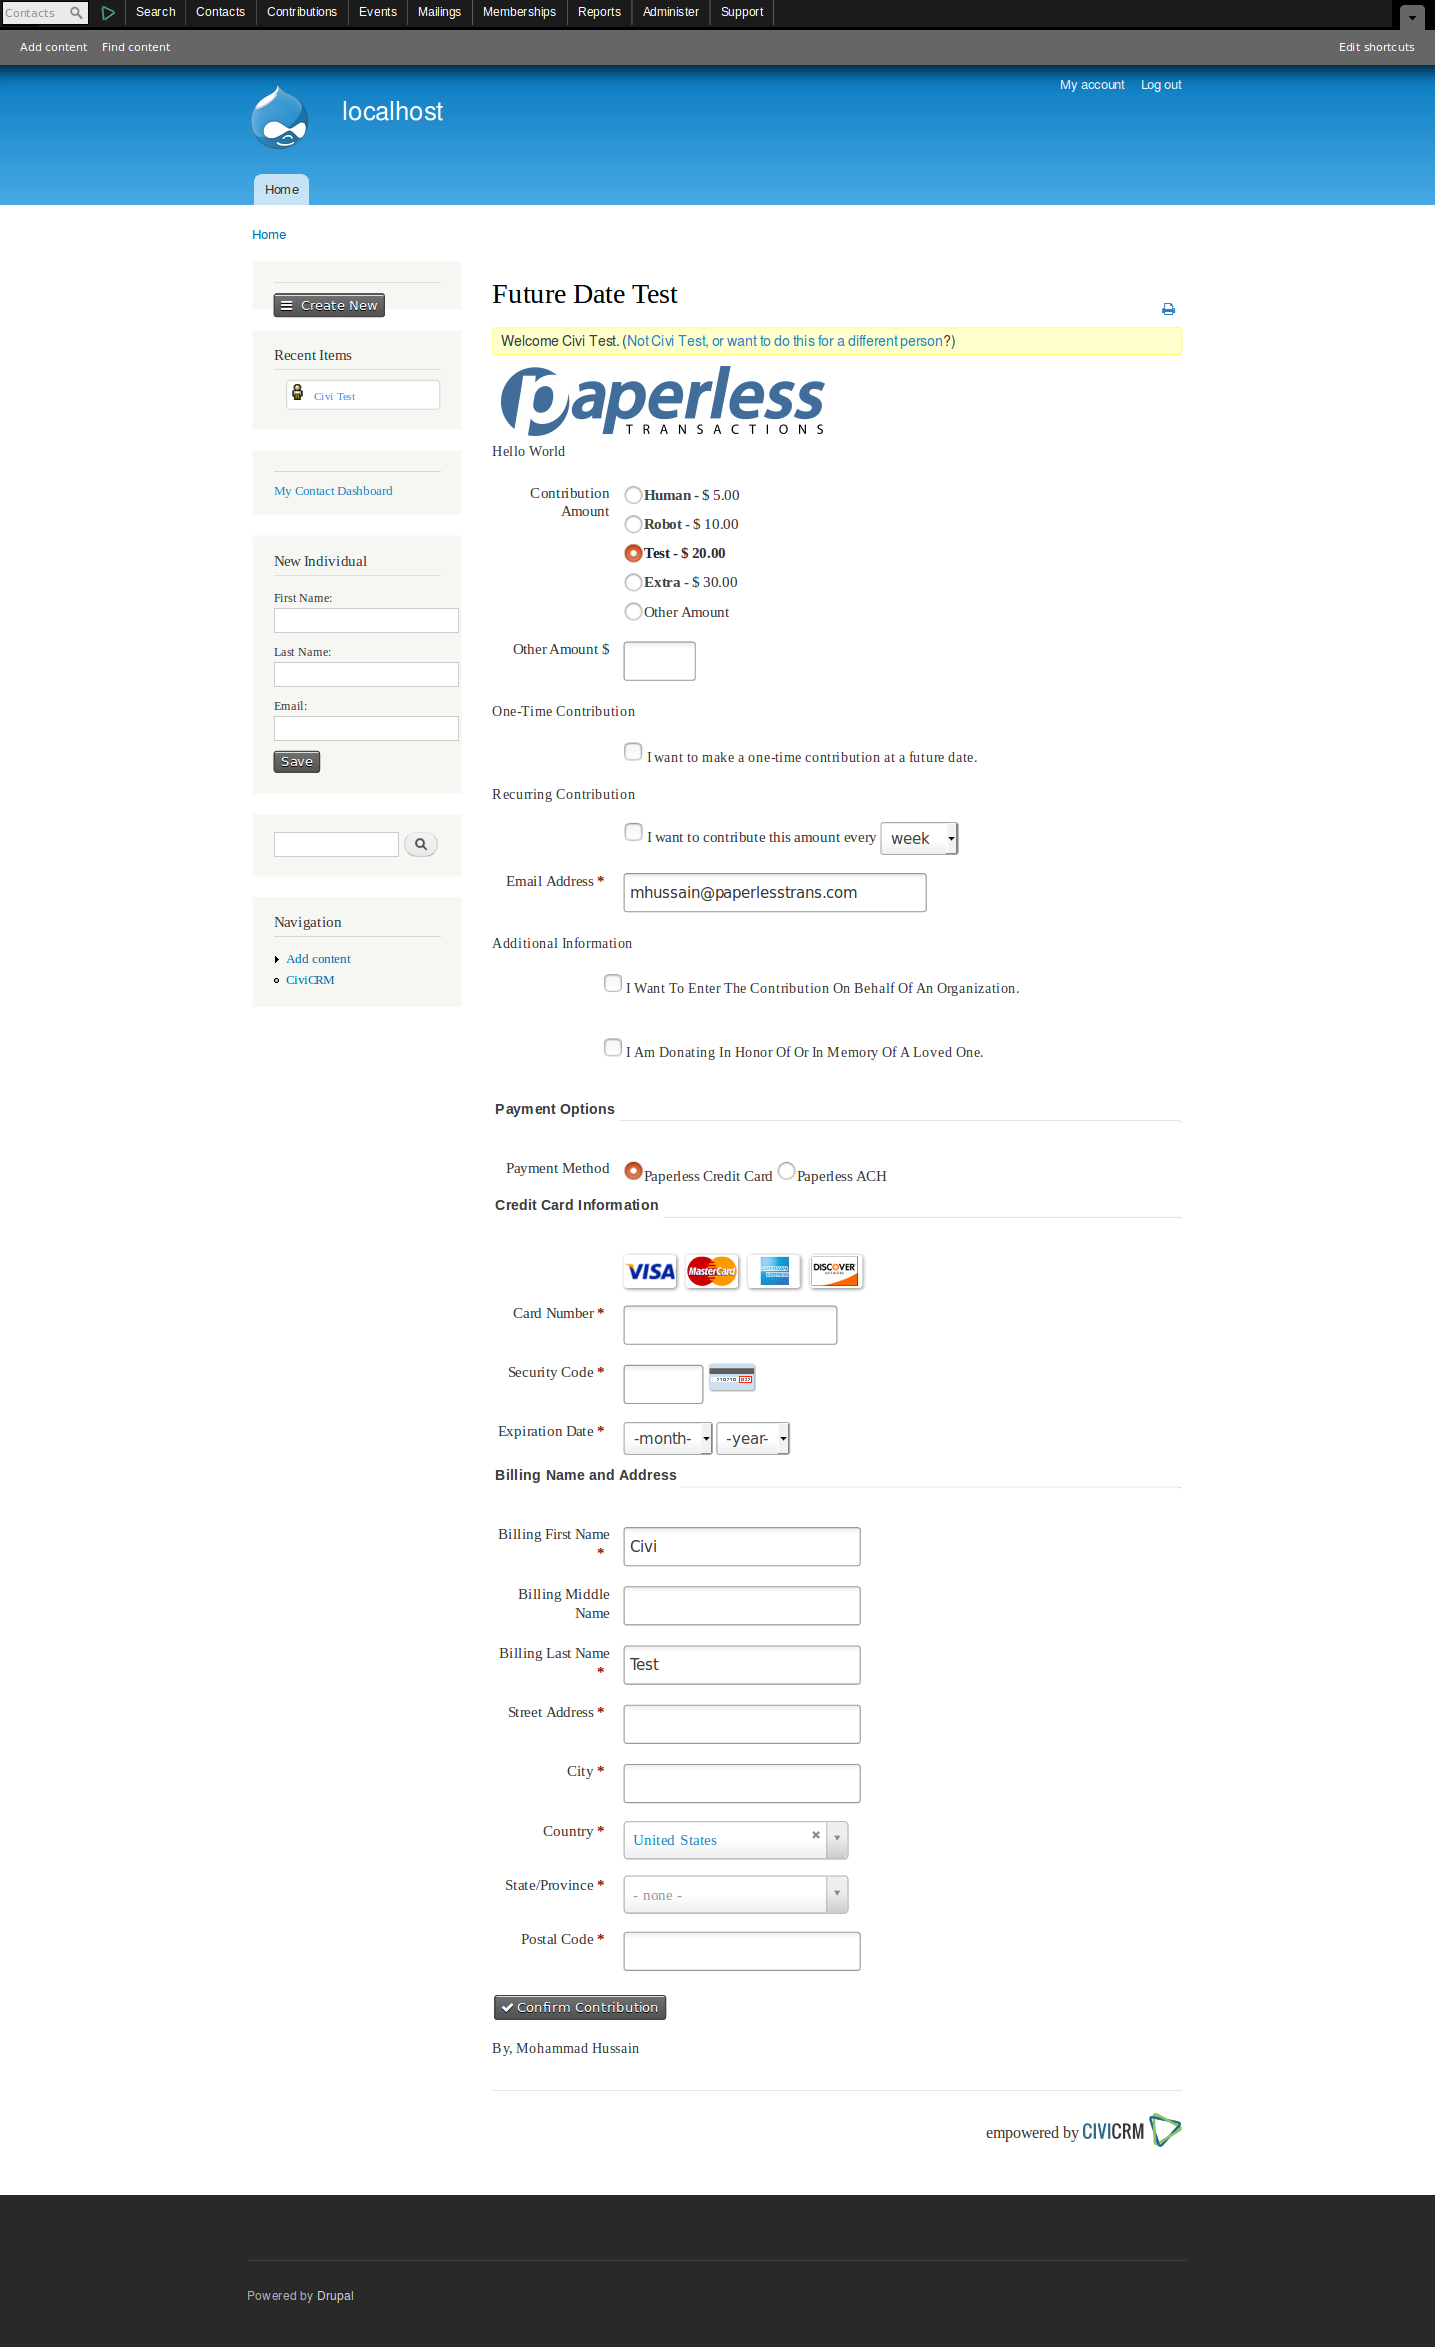 Contacts Search Contacts Contributions Events Mailings Memberships Reports Administer Support
Add content Find content Edit shortcuts
My account Log out
localhost
Home
Home
Create New
Recent Items
Civi Test
My Contact Dashboard
New Individual
First Name:
Last Name:
Email:
Save
Navigation
Add content
CiviCRM
Future Date Test
Welcome Civi Test. (Not Civi Test, or want to do this for a different person?)
paperless
TRANSACTIONS
Hello World
Contribution
Amount
Human - $ 5.00
Robot - $ 10.00
Test - $ 20.00
Extra - $ 30.00
Other Amount
Other Amount $
One-Time Contribution
I want to make a one-time contribution at a future date.
Recurring Contribution
I want to contribute this amount every week
Email Address * mhussain@paperlesstrans.com
Additional Information
I Want To Enter The Contribution On Behalf Of An Organization.
I Am Donating In Honor Of Or In Memory Of A Loved One.
Payment Options
Payment Method Paperless Credit Card Paperless ACH
Credit Card Information
VISA MasterCard AMERICAN EXPRESS DISCOVER
Card Number *
Security Code *
Expiration Date * -month- -year-
Billing Name and Address
Billing First Name
* Civi
Billing Middle
Name
Billing Last Name
* Test
Street Address *
City *
Country * United States
State/Province * - none -
Postal Code *
Confirm Contribution
By, Mohammad Hussain
empowered by CIVICRM
Powered by Drupal